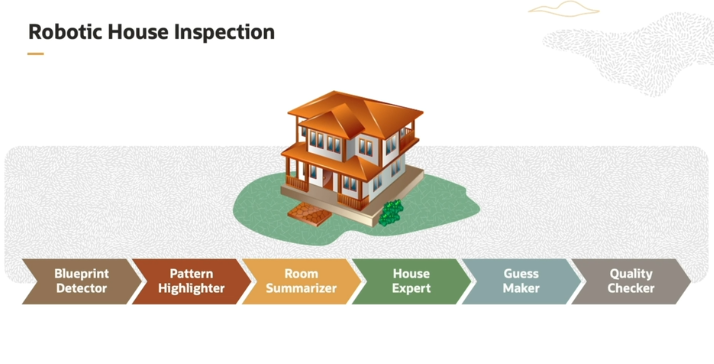 Robotic House Inspection
Blueprint
Detector
Pattern
Highlighter
Room
Summarizer
House
Expert
Guess
Maker
Quality
Checker